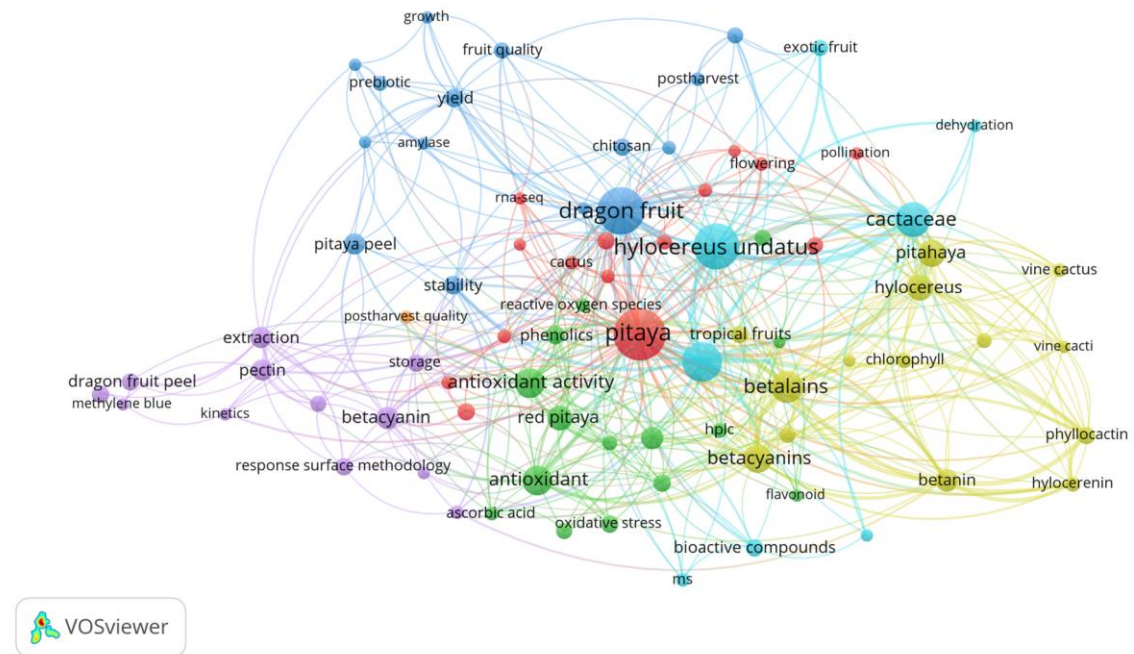 growth
fruit quality
exotic fruit
prebiotic
postharvest
yield
dehydration
amylase
chitosan
flowering
pollination
rna-seq
dragon fruit
cactaceae
pitaya peel
hylocereus undatus
pitahaya
cactus
vine cactus
stability
hylocereus
reactive oxygen species
postharvest quality
extraction
phenolics
pitaya
tropical fruits
vine cacti
storage
chlorophyll
pectin
dragon fruit peel
antioxidant activity
betalains
methylene blue
kinetics
betacyanin
red pitaya
hplc
phyllocactin
betacyanins
response surface methodology
antioxidant
betanin
hylocerenin
flavonoid
ascorbic acid
oxidative stress
bioactive compounds
ms
VOSviewer